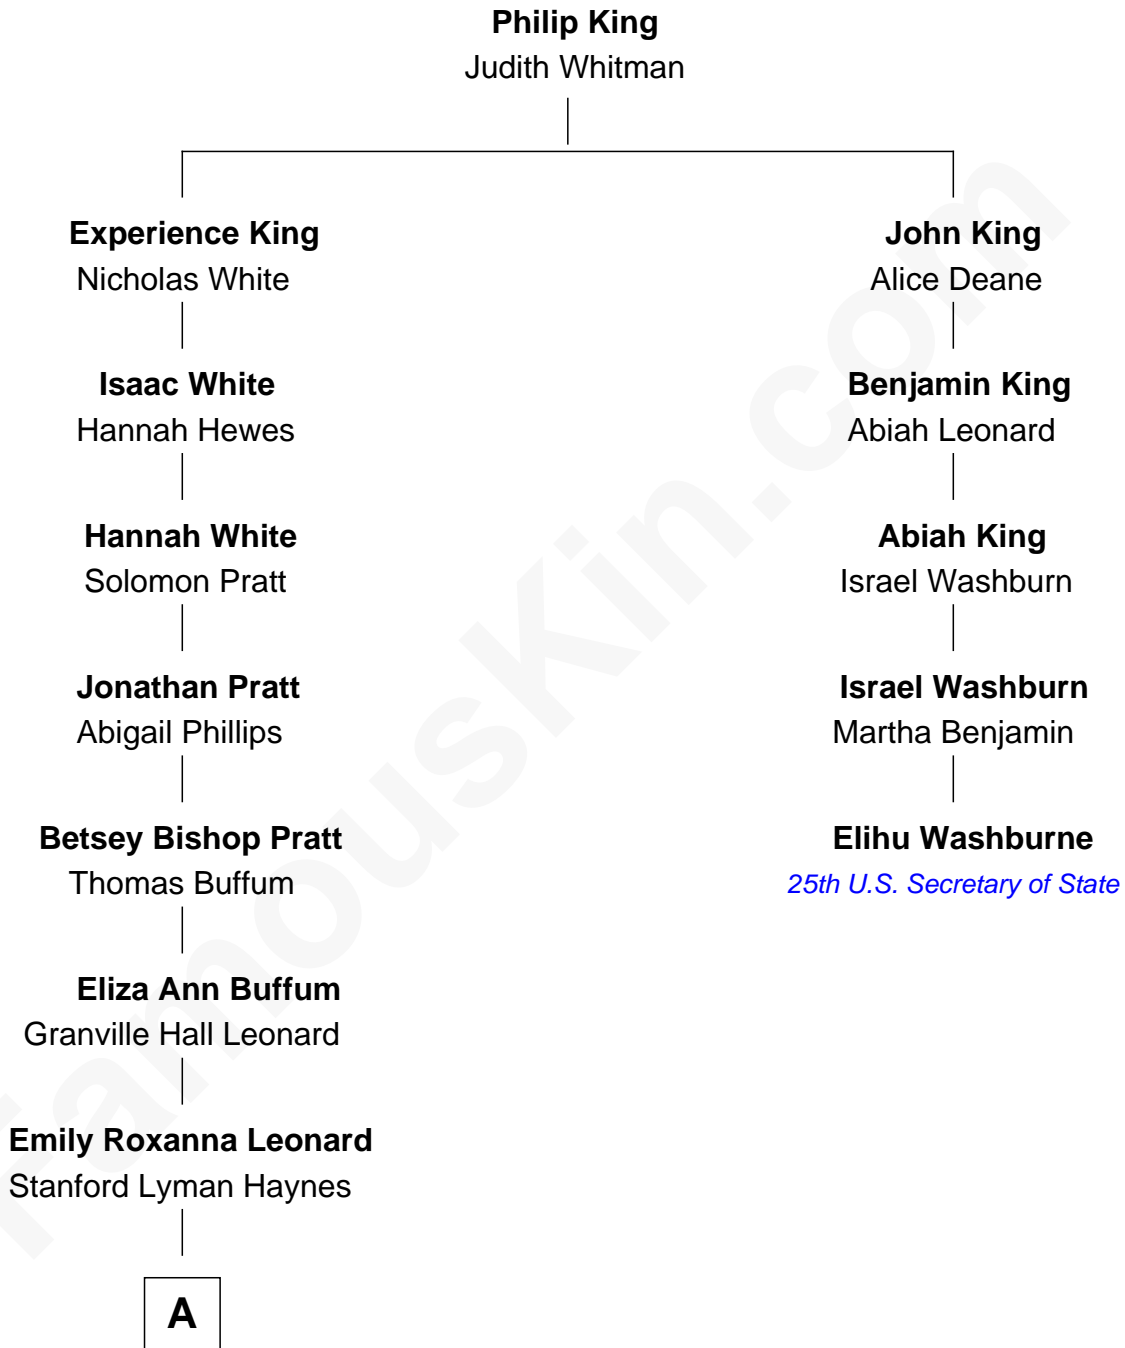 Philip King
Judith Whitman
Experience King
Nicholas White
John King
Alice Deane
Isaac White
Hannah Hewes
Benjamin King
Abiah Leonard
Hannah White
Solomon Pratt
Abiah King
Israel Washburn
Jonathan Pratt
Abigail Phillips
Israel Washburn
Martha Benjamin
Betsey Bishop Pratt
Thomas Buffum
Elihu Washburne
25th U.S. Secretary of State
Eliza Ann Buffum
Granville Hall Leonard
Emily Roxanna Leonard
Stanford Lyman Haynes
A
FamousKin.com